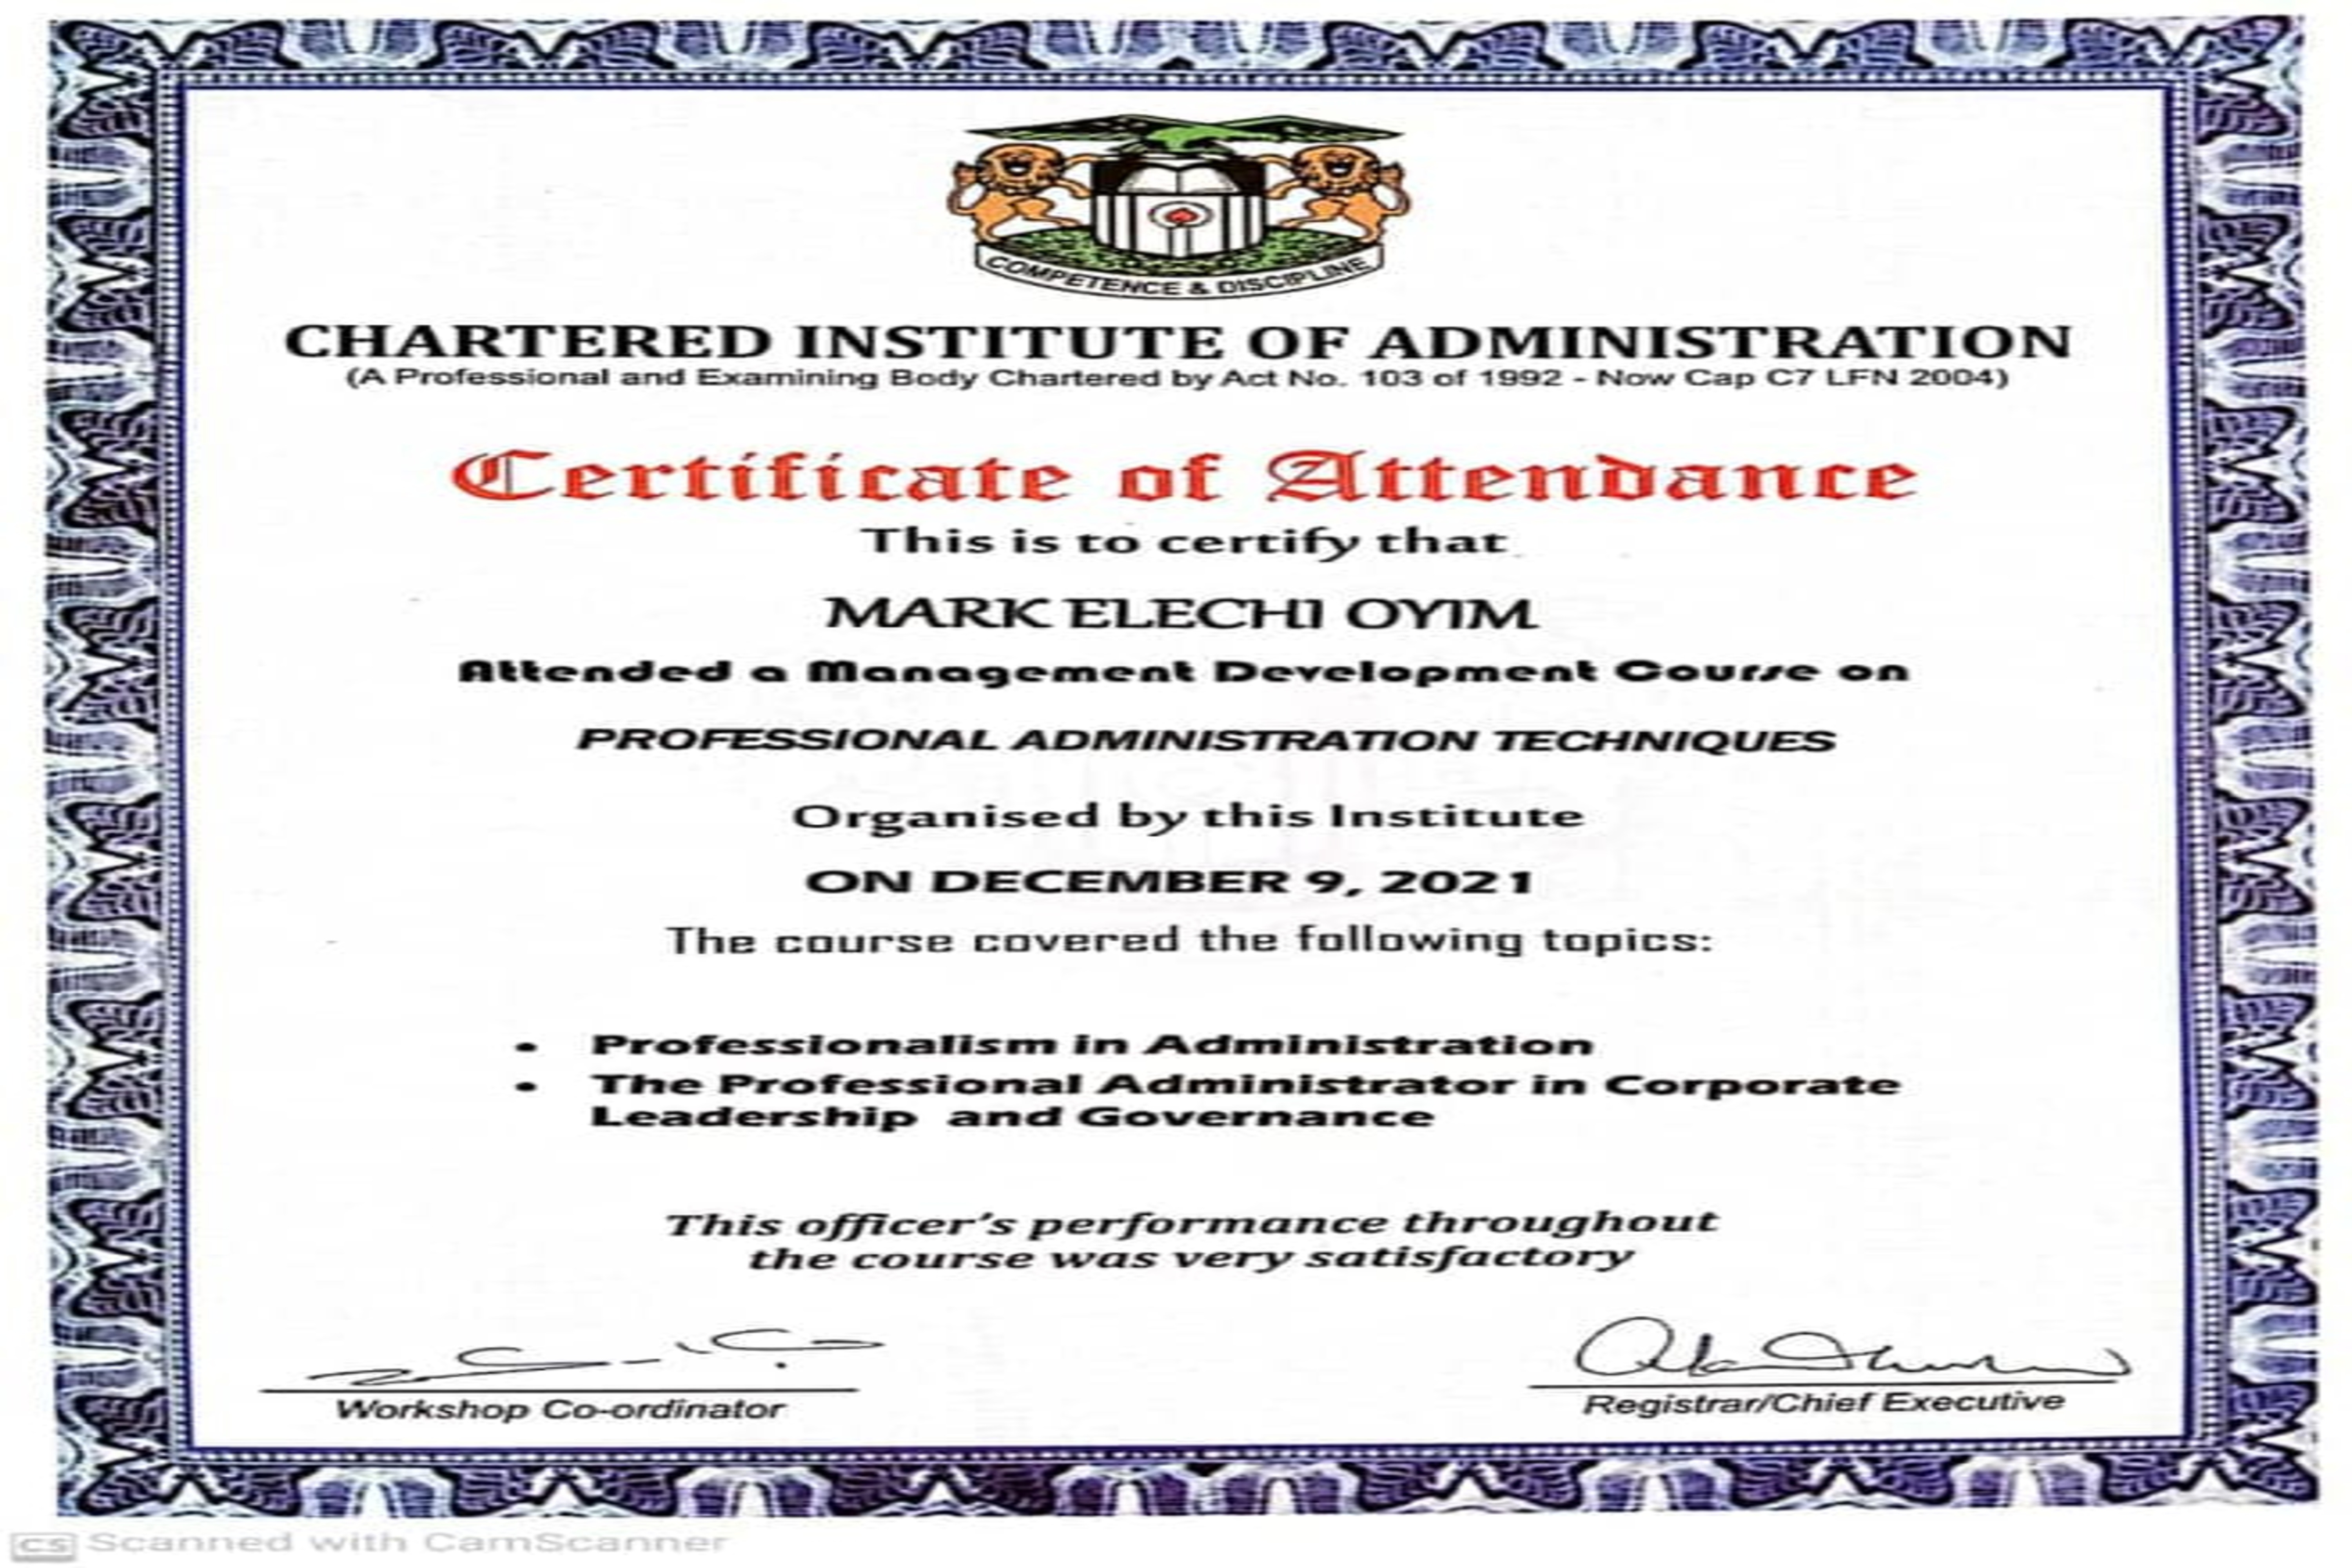 COMPETENCE & DISCIPLINE
CHARTERED INSTITUTE OF ADMINISTRATION
(A Professional and Examining Body Chartered by Act No. 103 of 1992 - Now Cap C7 LFN 2004)
Certificate of Attendance
This is to certify that
MARK ELECHI OYIM
Attended a Management Development Course on
PROFESSIONAL ADMINISTRATION TECHNIQUES
Organised by this Institute
ON DECEMBER 9, 2021
The course covered the following topics:
• Professionalism in Administration
• The Professional Administrator in Corporate
Leadership and Governance
This officer's performance throughout
the course was very satisfactory
Workshop Co-ordinator
Registrar/Chief Executive
CS Scanned with CamScanner